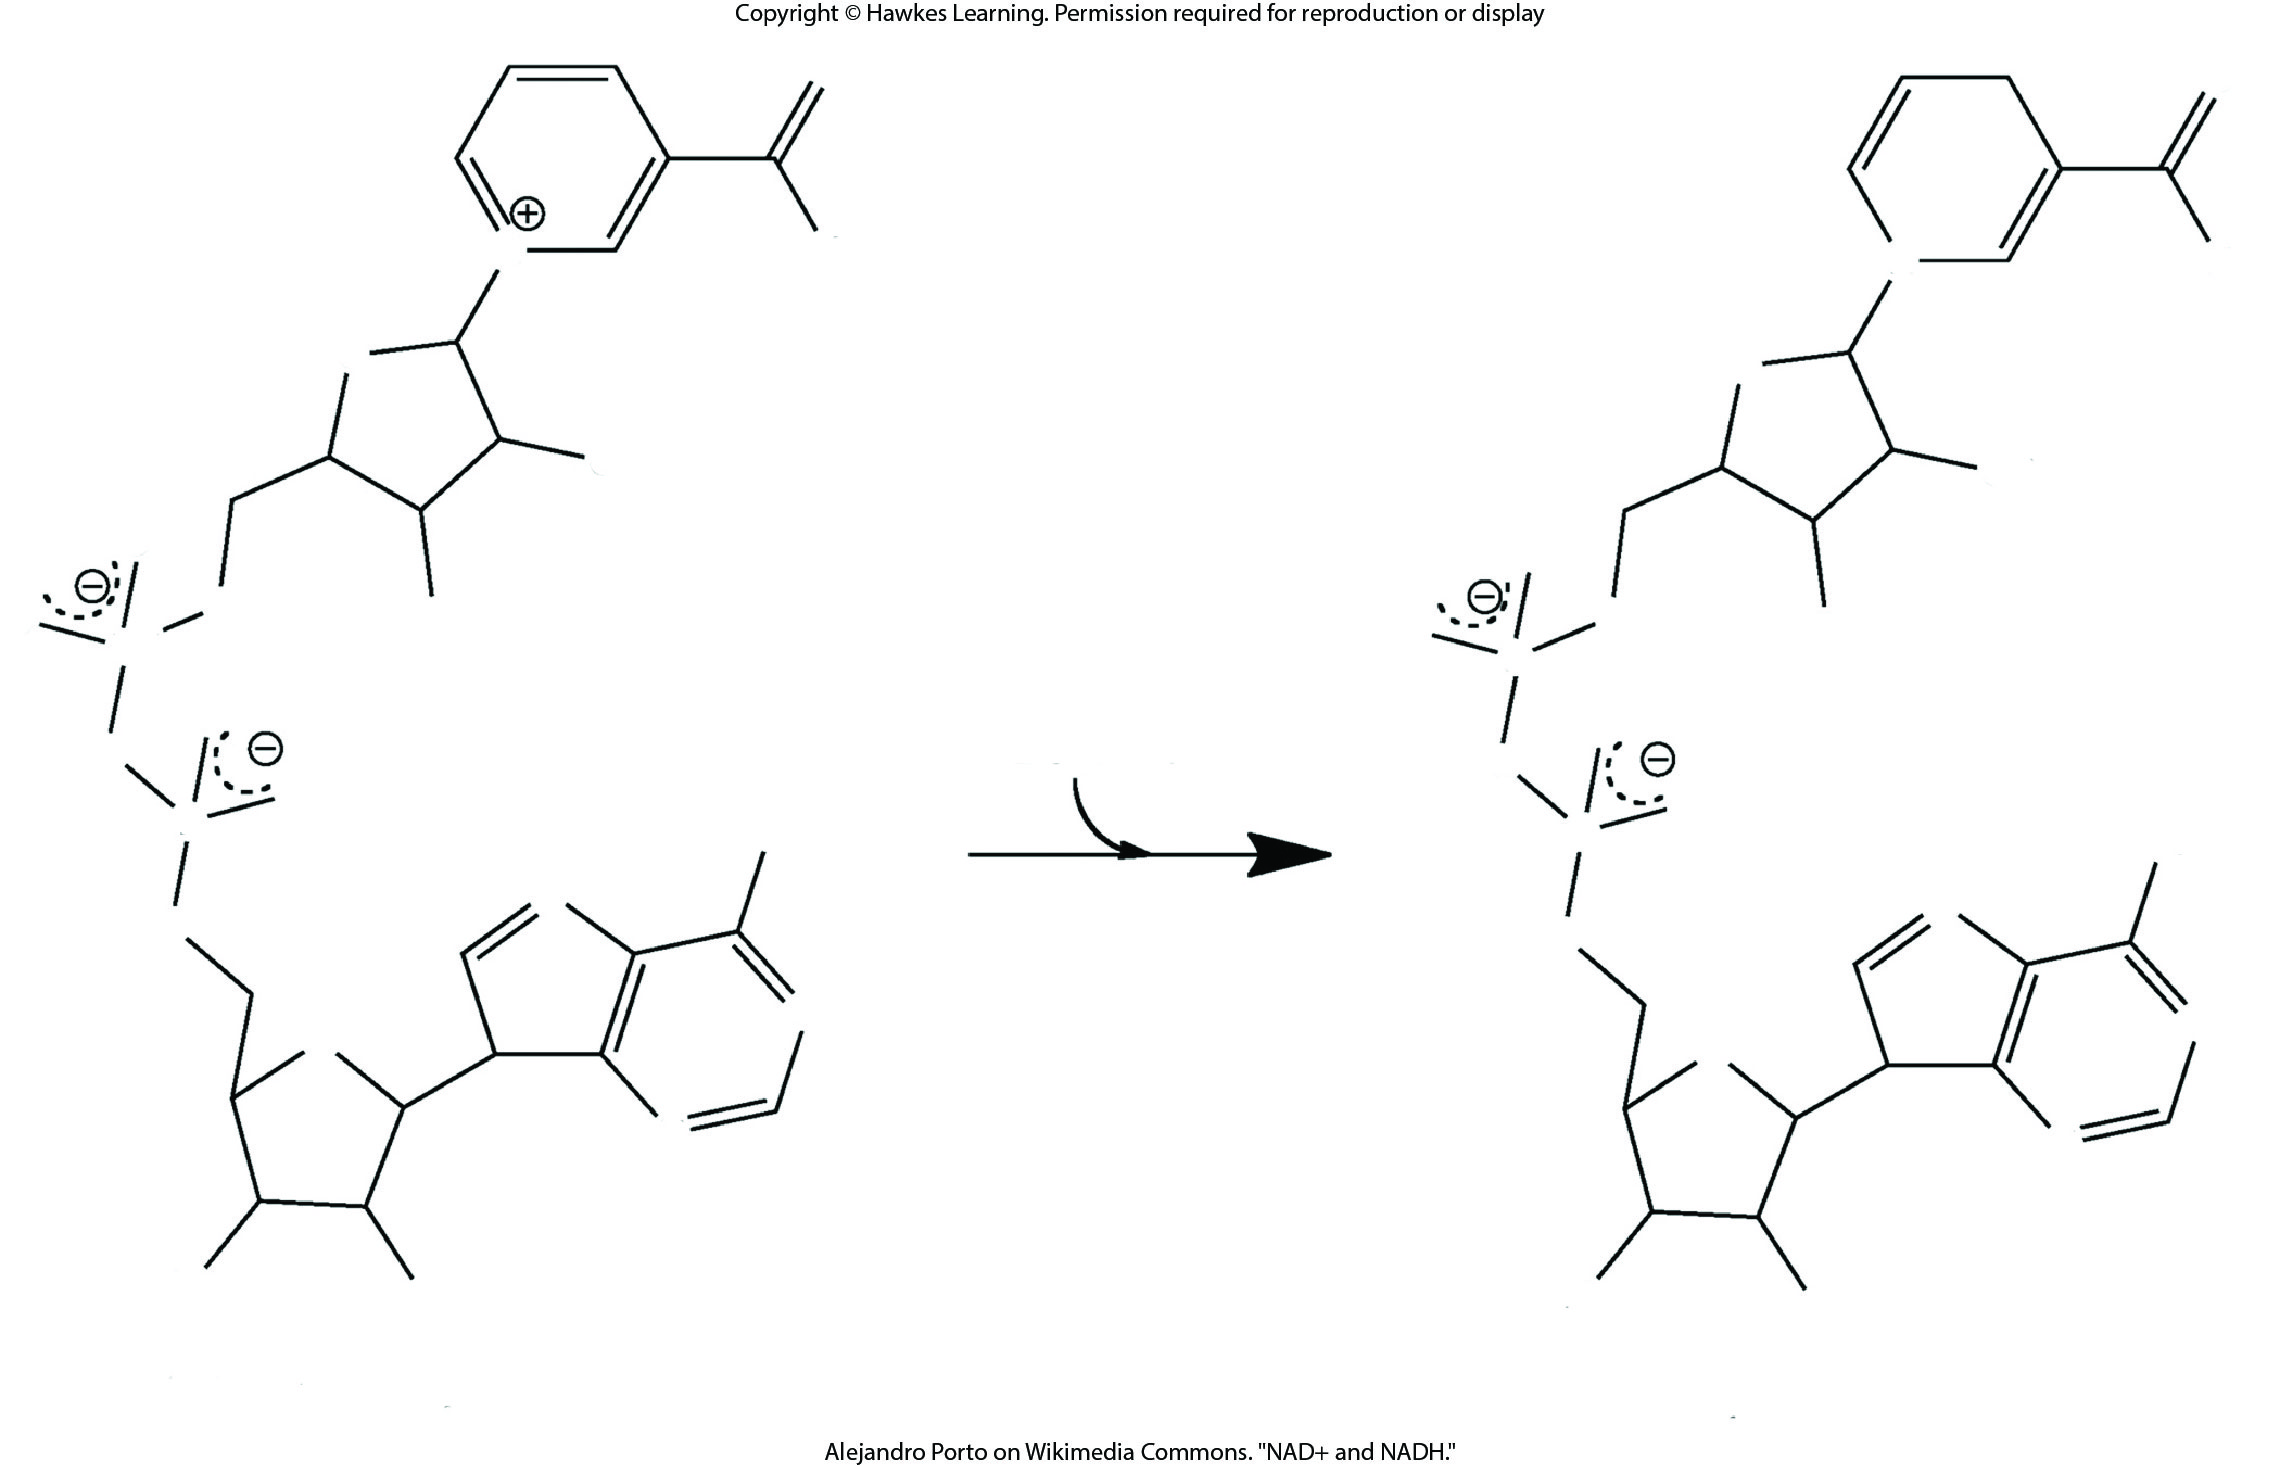 Copyright © Hawkes Learning. Permission required for reproduction or display
Alejandro Porto on Wikimedia Commons. "NAD+ and NADH."